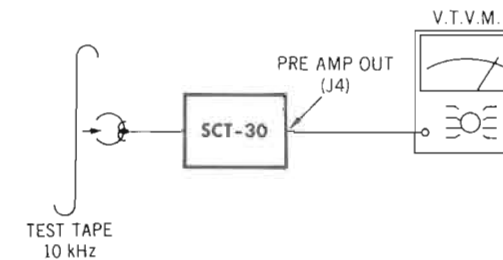 V.T.V.M.
PRE AMP OUT
(J4)
SCT-30
TEST TAPE
10 kHz